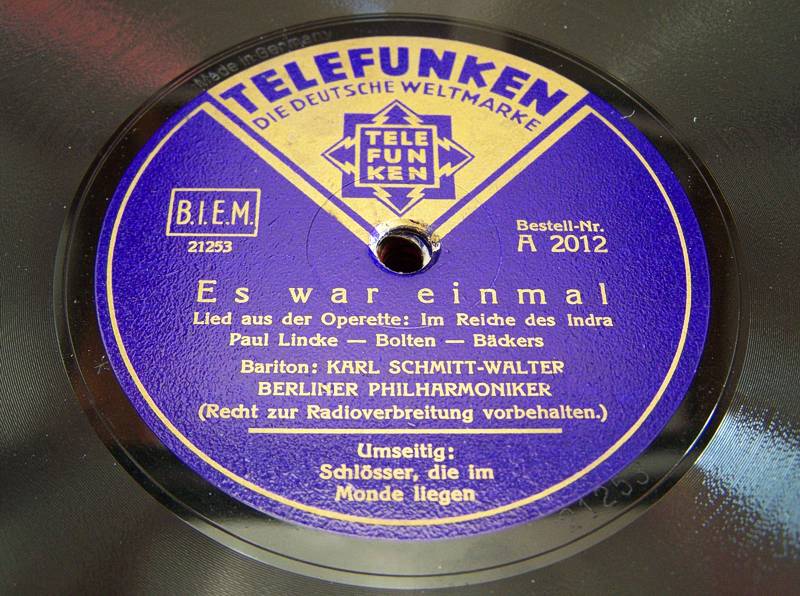 Made in Germany
TELEFUNKEN
DIE DEUTSCHE WELTMARKE
TELE
FUN
KEN
B.I.E.M.
21253
Bestell-Nr.
A 2012
Es war einmal
Lied aus der Operette: Im Reiche des Indra
Paul Lincke — Bolten — Bäckers
Bariton: KARL SCHMITT-WALTER
BERLINER PHILHARMONIKER
(Recht zur Radioverbreitung vorbehalten.)
Umseitig:
Schlösser, die im
Monde liegen
21253